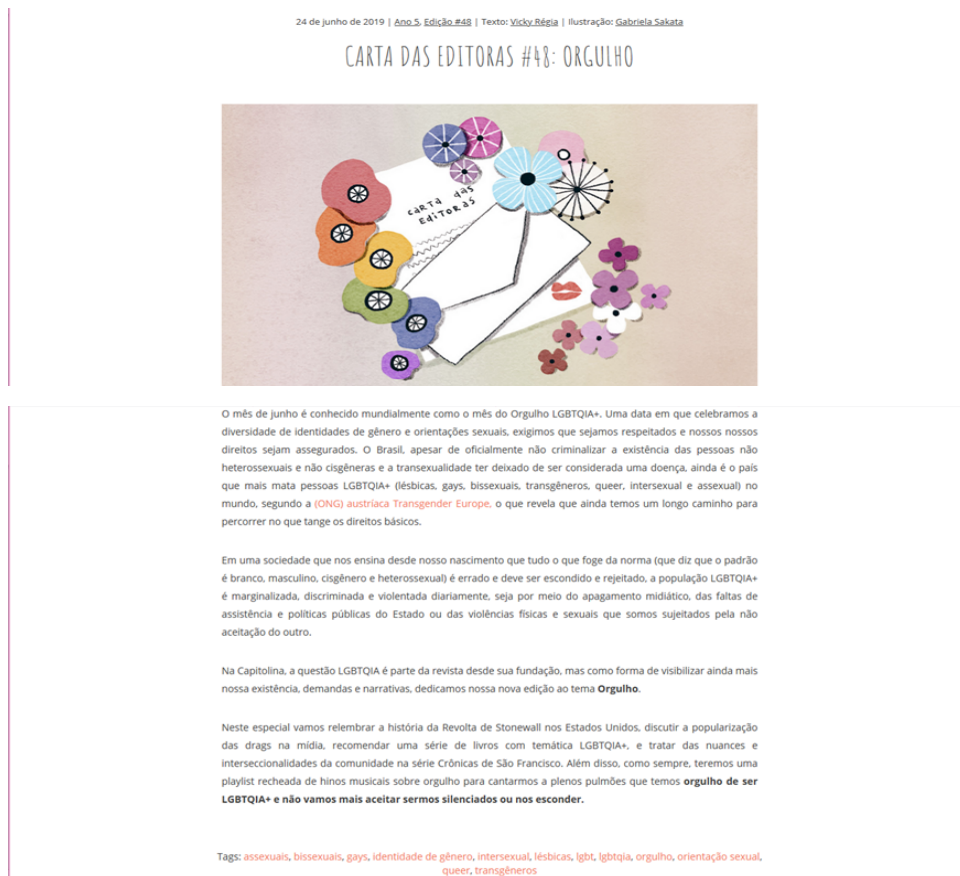 24 de junho de 2019 | Ano 5, Edição #48 | Texto: Vicky Régia | Ilustração: Gabriela Sakata
CARTA DAS EDITORAS #48: ORGULHO
CARTA DAS
EDITORAS
O mês de junho é conhecido mundialmente como o mês do Orgulho LGBTQIA+. Uma data em que celebramos a
diversidade de identidades de gênero e orientações sexuais, exigimos que sejamos respeitados e nossos nossos
direitos sejam assegurados. O Brasil, apesar de oficialmente não criminalizar a existência das pessoas não
heterossexuais e não cisgêneras e a transexualidade ter deixado de ser considerada uma doença, ainda é o país
que mais mata pessoas LGBTQIA+ (lésbicas, gays, bissexuais, transgêneros, queer, intersexual e assexual) no
mundo, segundo a (ONG) austríaca Transgender Europe, o que revela que ainda temos um longo caminho para
percorrer no que tange os direitos básicos.
Em uma sociedade que nos ensina desde nosso nascimento que tudo o que foge da norma (que diz que o padrão
é branco, masculino, cisgênero e heterossexual) é errado e deve ser escondido e rejeitado, a população LGBTQIA+
é marginalizada, discriminada e violentada diariamente, seja por meio do apagamento midiático, das faltas de
assistência e políticas públicas do Estado ou das violências físicas e sexuais que somos sujeitados pela não
aceitação do outro.
Na Capitolina, a questão LGBTQIA é parte da revista desde sua fundação, mas como forma de visibilizar ainda mais
nossa existência, demandas e narrativas, dedicamos nossa nova edição ao tema Orgulho.
Neste especial vamos relembrar a história da Revolta de Stonewall nos Estados Unidos, discutir a popularização
das drags na mídia, recomendar uma série de livros com temática LGBTQIA+, e tratar das nuances e
interseccionalidades da comunidade na série Crônicas de São Francisco. Além disso, como sempre, teremos uma
playlist recheada de hinos musicais sobre orgulho para cantarmos a plenos pulmões que temos orgulho de ser
LGBTQIA+ e não vamos mais aceitar sermos silenciados ou nos esconder.
Tags: assexuais, bissexuais, gays, identidade de gênero, intersexual, lésbicas, lgbt, lgbtqia, orgulho, orientação sexual,
queer, transgêneros